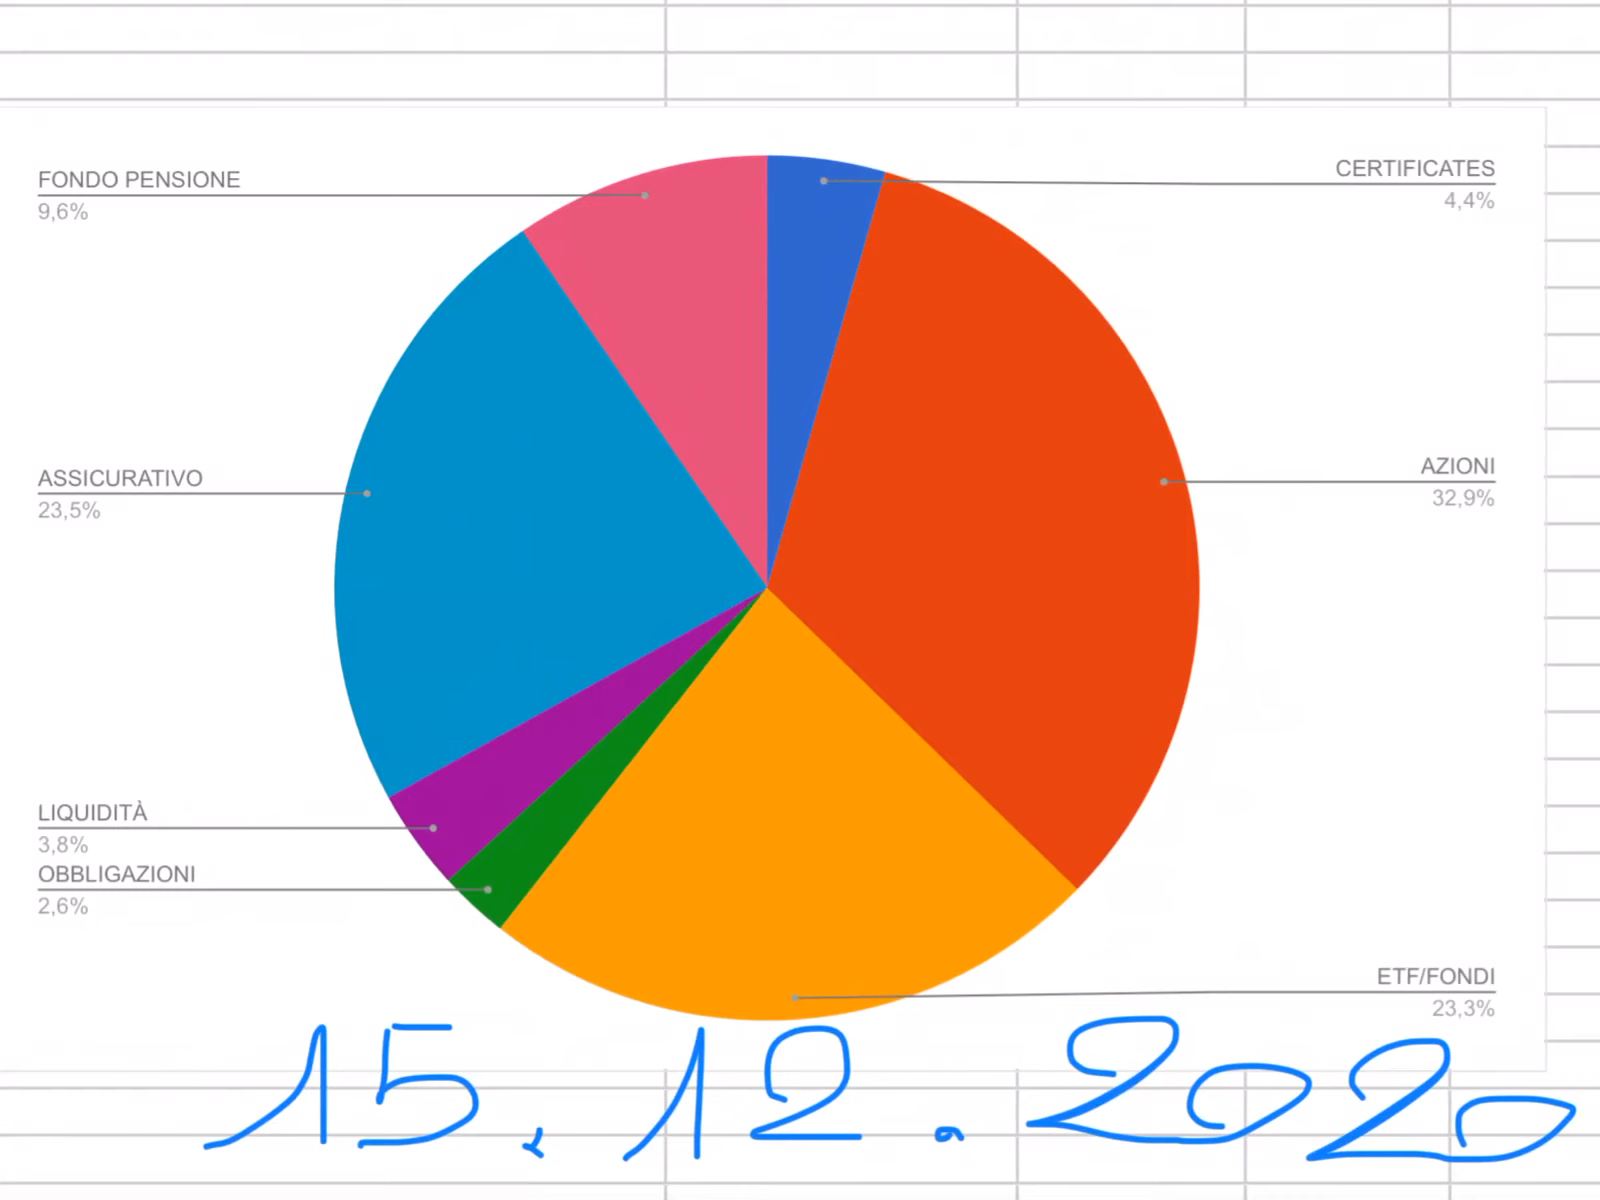 CERTIFICATES
4,4%
AZIONI
32,9%
ETF/FONDI
23,3%
OBBLIGAZIONI
2,6%
LIQUIDITÀ
3,8%
ASSICURATIVO
23,5%
FONDO PENSIONE
9,6%
15.12.2020